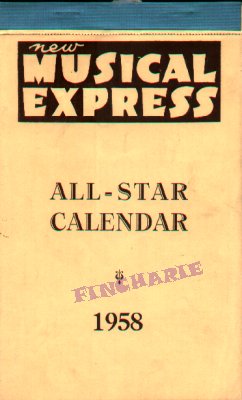 new
MUSICAL
EXPRESS
ALL-STAR
CALENDAR
FINCHARIE
1958